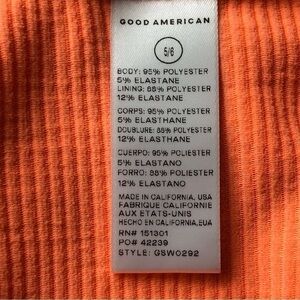 GOOD AMERICAN
5/6
BODY: 95% POLYESTER
5% ELASTANE
LINING: 88% POLYESTER
12% ELASTANE
CORPS: 95% POLYESTER
5% ELASTHANE
DOUBLURE: 88% POLYESTER
12% ELASTHANE
CUERPO: 95% POLIESTER
5% ELASTANO
FORRO: 88% POLIESTER
12% ELASTANO
MADE IN CALIFORNIA, USA
FABRIQUE CALIFORNIE
AUX ETATS-UNIS
HECHO EN CALIFORNIA, EUA
RN# 151301
PO# 42239
STYLE: GSW0292